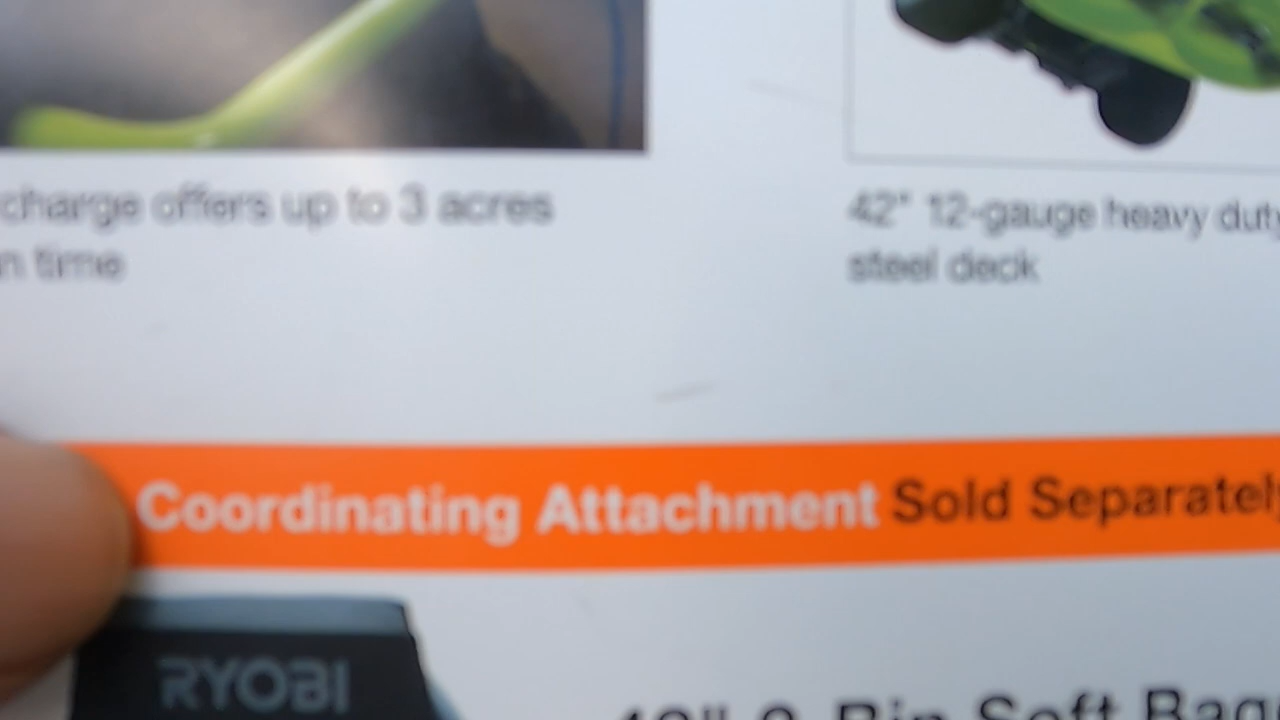 charge offers up to 3 acres
time
42" 12-gauge heavy duty
steel deck
Coordinating Attachment Sold Separately
RYOBI
Soft